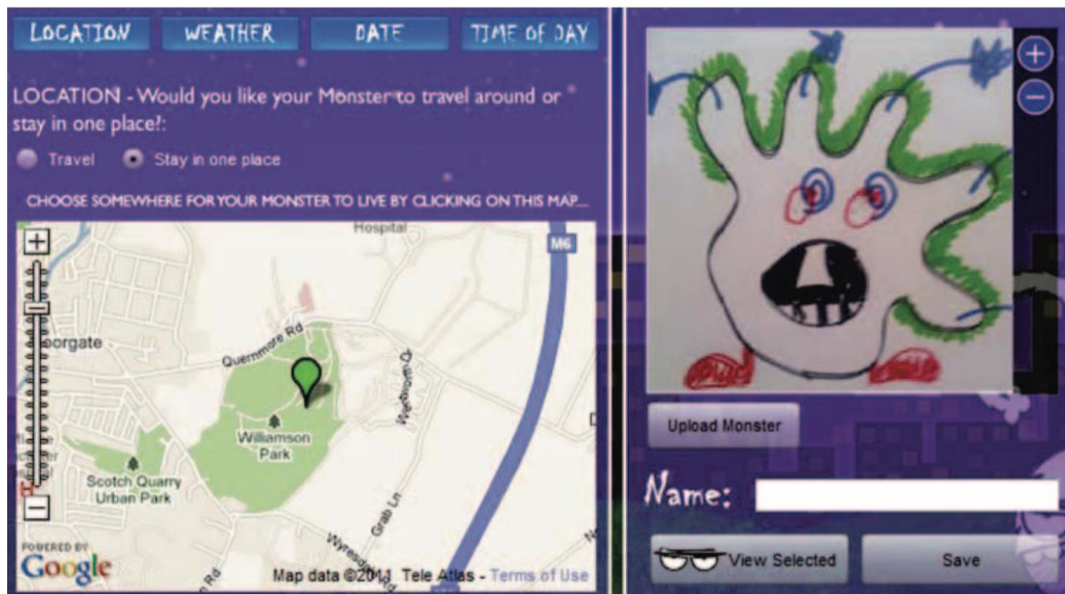 LOCATION
WEATHER
DATE
TIME OF DAY
LOCATION - Would you like your Monster to travel around or
stay in one place?:
Travel
Stay in one place
CHOOSE SOMEWHERE FOR YOUR MONSTER TO LIVE BY CLICKING ON THIS MAP...
Hospital
M6
oorgate
Quernmore Rd
Williamson
Park
Scotch Quarry
Urban Park
Grab Ln
Rd
POWERED BY
Google
Map data ©2011 Tele Atlas - Terms of Use
Upload Monster
Name:
View Selected
Save